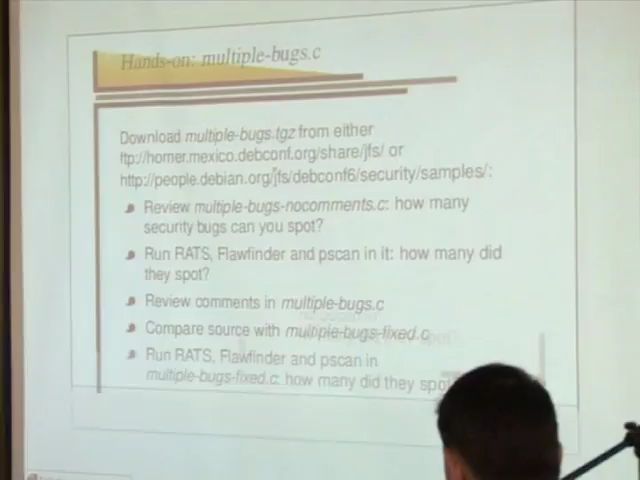 Hands-on: multiple-bugs.c
Download multiple-bugs.tgz from either
ftp://homer.mexico.debconf.org/share/jfs/ or
http://people.debian.org/jfs/debconf6/security/samples/:
Review multiple-bugs-nocomments.c: how many
security bugs can you spot?
Run RATS, Flawfinder and pscan in it: how many did
they spot?
Review comments in multiple-bugs.c
Compare source with multiple-bugs-fixed.c
Run RATS, Flawfinder and pscan in
multiple-bugs-fixed.c: how many did they spo